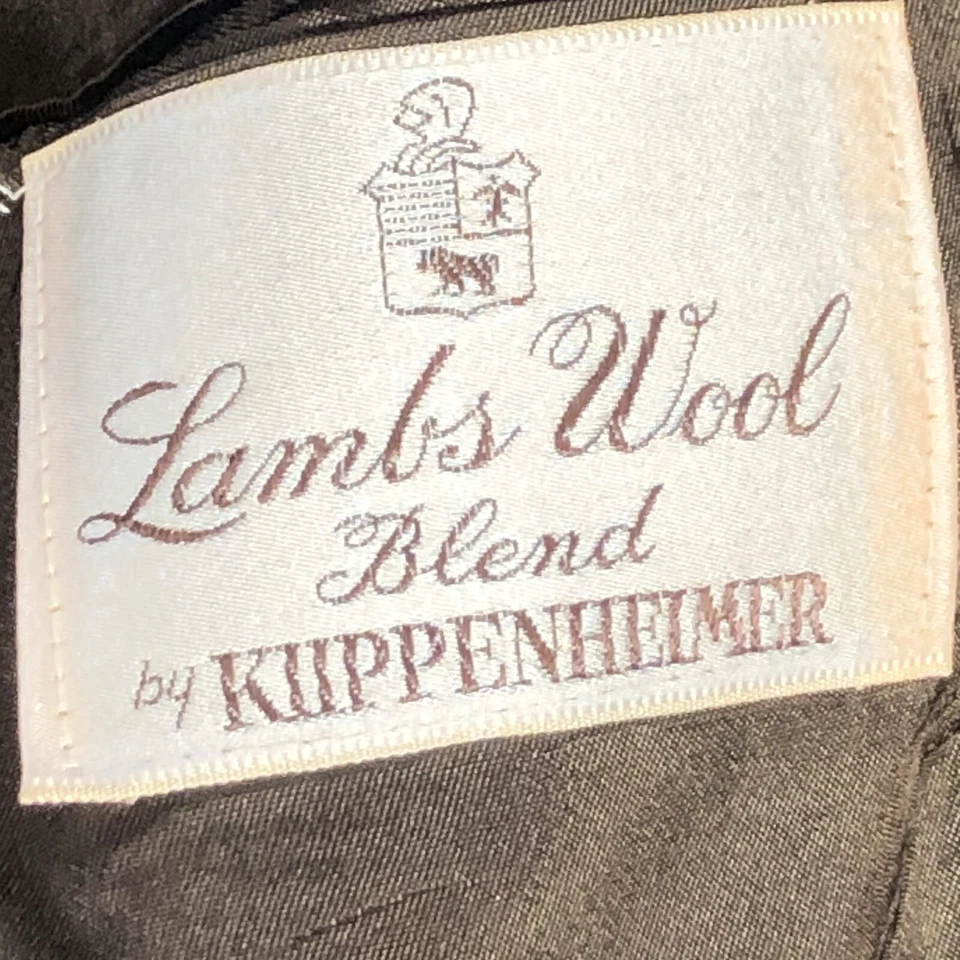 Lambs Wool
Blend
by KUPPENHEIMER